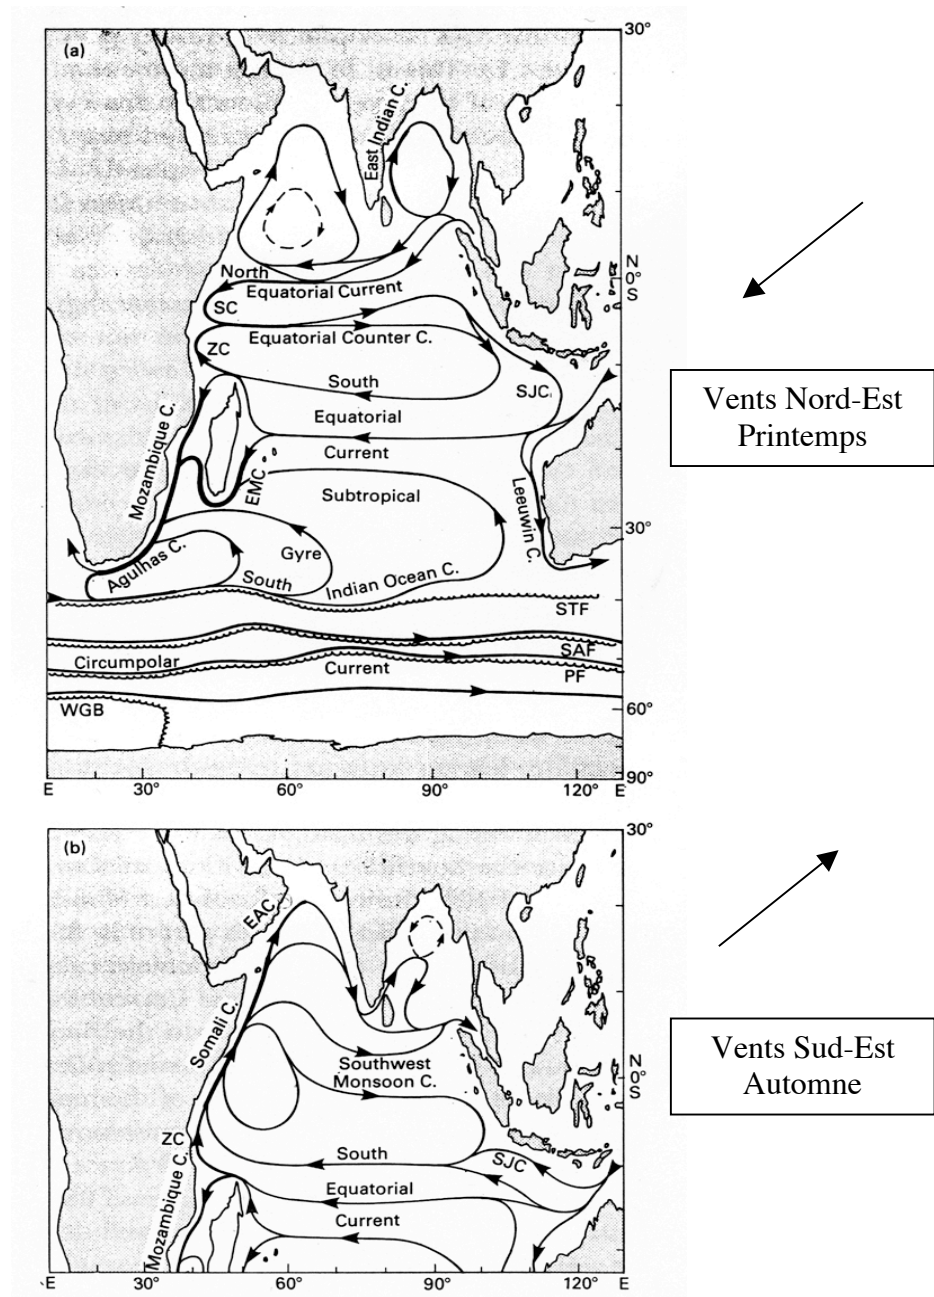 (a)
30°
East Indian C.
N
0°
S
North
Equatorial Current
SC
Equatorial Counter C.
ZC
South
SJC
Equatorial
Current
Mozambique C.
EMC
Subtropical
Leeuwin C.
30°
Gyre
Agulhas C.
South
Indian Ocean C.
STF
SAF
Circumpolar
Current
PF
WGB
60°
90°
E
30°
60°
90°
120°
E
Vents Nord-Est
Printemps
(b)
30°
EAC
Somali C.
Southwest
Monsoon C.
N
0°
S
ZC
South
SJC
Equatorial
Mozambique C.
Current
E
30°
60°
90°
120°
E
Vents Sud-Est
Automne